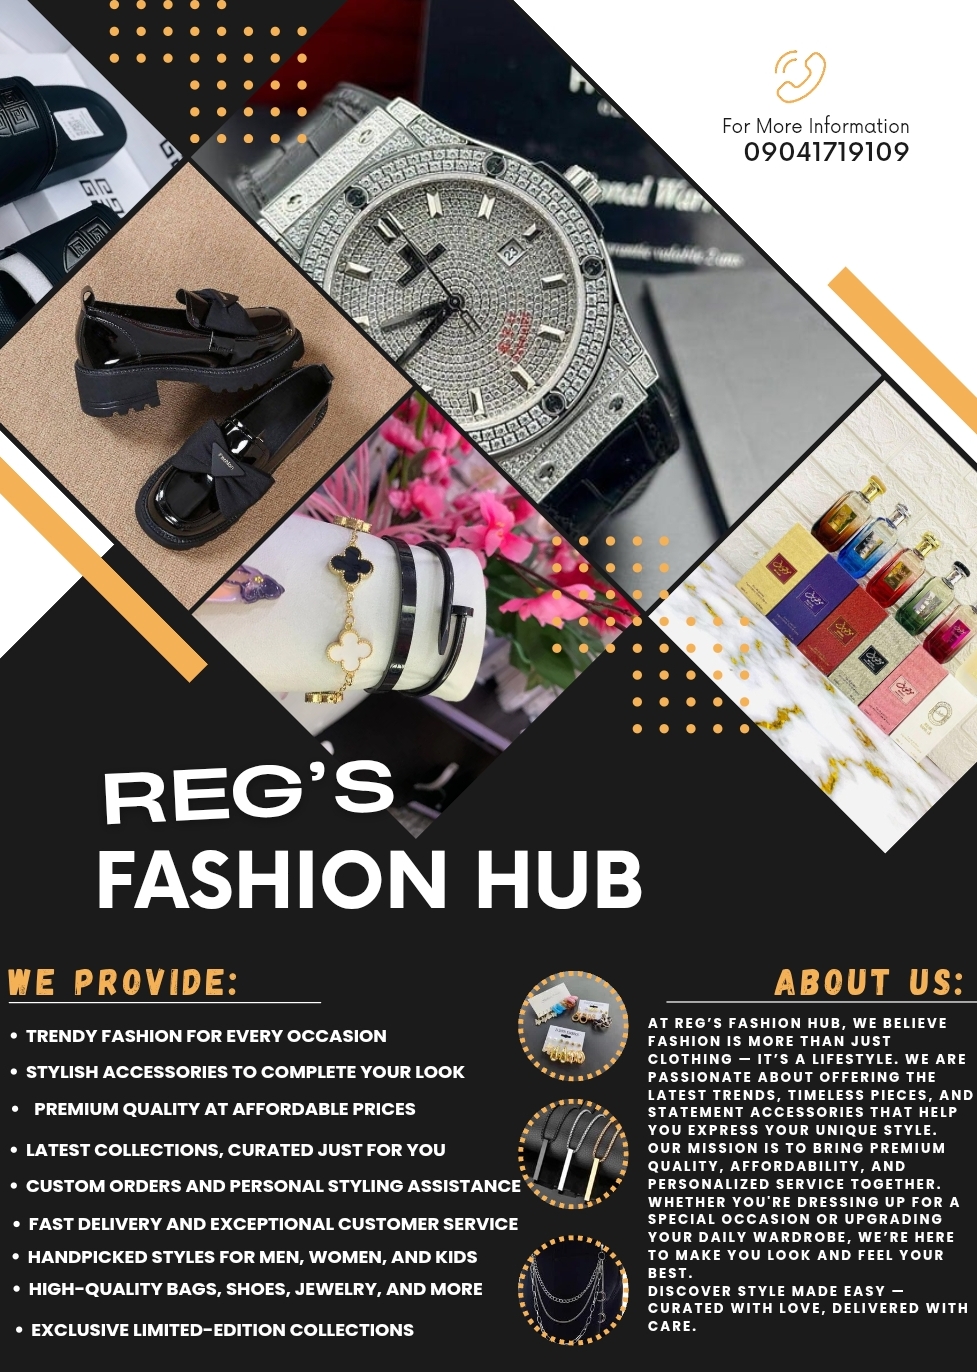 For More Information
09041719109
23
Fashion
REG'S
FASHION HUB
WE PROVIDE:
• TRENDY FASHION FOR EVERY OCCASION
• STYLISH ACCESSORIES TO COMPLETE YOUR LOOK
• PREMIUM QUALITY AT AFFORDABLE PRICES
• LATEST COLLECTIONS, CURATED JUST FOR YOU
• CUSTOM ORDERS AND PERSONAL STYLING ASSISTANCE
• FAST DELIVERY AND EXCEPTIONAL CUSTOMER SERVICE
• HANDPICKED STYLES FOR MEN, WOMEN, AND KIDS
• HIGH-QUALITY BAGS, SHOES, JEWELRY, AND MORE
• EXCLUSIVE LIMITED-EDITION COLLECTIONS
ABOUT US:
AT REG'S FASHION HUB, WE BELIEVE
FASHION IS MORE THAN JUST
CLOTHING — IT'S A LIFESTYLE. WE ARE
PASSIONATE ABOUT OFFERING THE
LATEST TRENDS, TIMELESS PIECES, AND
STATEMENT ACCESSORIES THAT HELP
YOU EXPRESS YOUR UNIQUE STYLE.
OUR MISSION IS TO BRING PREMIUM
QUALITY, AFFORDABILITY, AND
PERSONALIZED SERVICE TOGETHER.
WHETHER YOU'RE DRESSING UP FOR A
SPECIAL OCCASION OR UPGRADING
YOUR DAILY WARDROBE, WE'RE HERE
TO MAKE YOU LOOK AND FEEL YOUR
BEST.
DISCOVER STYLE MADE EASY —
CURATED WITH LOVE, DELIVERED WITH
CARE.